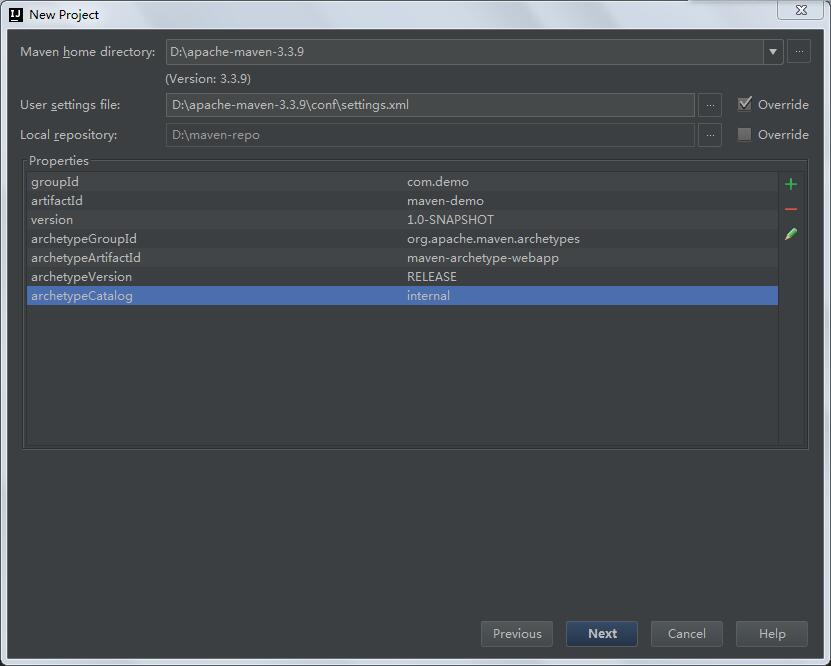 New Project
Maven home directory: D:\apache-maven-3.3.9 ...
(Version: 3.3.9)
User settings file: D:\apache-maven-3.3.9\conf\settings.xml ... Override
Local repository: D:\maven-repo ... Override
Properties
groupId com.demo
artifactId maven-demo
version 1.0-SNAPSHOT
archetypeGroupId org.apache.maven.archetypes
archetypeArtifactId maven-archetype-webapp
archetypeVersion RELEASE
archetypeCatalog internal
Previous Next Cancel Help